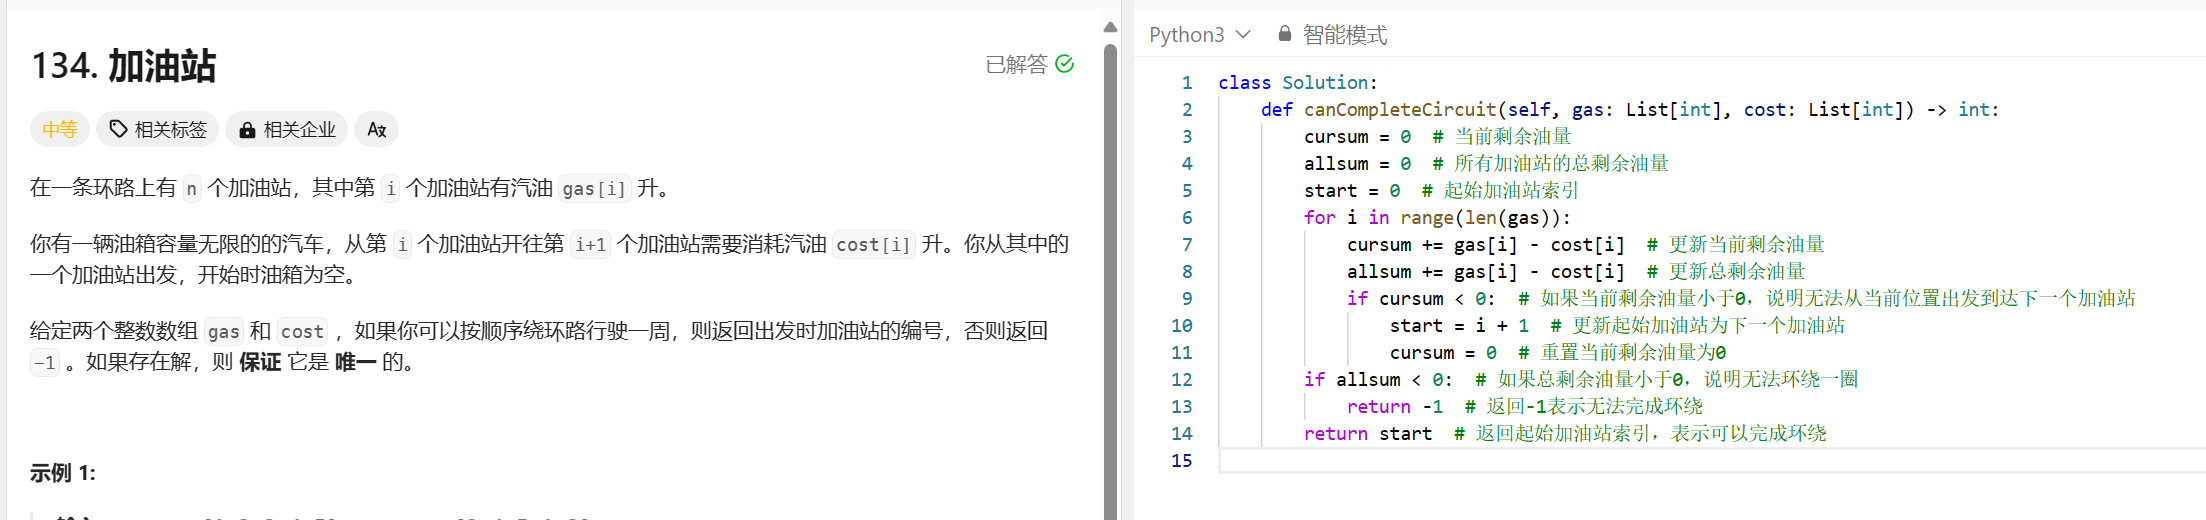 134. 加油站
已解答
中等
相关标签
相关企业
在一条环路上有 n 个加油站，其中第 i 个加油站有汽油 gas[i] 升。
你有一辆油箱容量无限的的汽车，从第 i 个加油站开往第 i+1 个加油站需要消耗汽油 cost[i] 升。你从其中的
一个加油站出发，开始时油箱为空。
给定两个整数数组 gas 和 cost ，如果你可以按顺序绕环路行驶一周，则返回出发时加油站的编号，否则返回
-1 。如果存在解，则 保证 它是 唯一 的。
示例 1:
Python3
智能模式
1 class Solution:
2     def canCompleteCircuit(self, gas: List[int], cost: List[int]) -> int:
3         cursum = 0  # 当前剩余油量
4         allsum = 0  # 所有加油站的总剩余油量
5         start = 0  # 起始加油站索引
6         for i in range(len(gas)):
7             cursum += gas[i] - cost[i]  # 更新当前剩余油量
8             allsum += gas[i] - cost[i]  # 更新总剩余油量
9             if cursum < 0:  # 如果当前剩余油量小于0，说明无法从当前位置出发到达下一个加油站
10                 start = i + 1  # 更新起始加油站为下一个加油站
11                 cursum = 0  # 重置当前剩余油量为0
12         if allsum < 0:  # 如果总剩余油量小于0，说明无法环绕一圈
13             return -1  # 返回-1表示无法完成环绕
14         return start  # 返回起始加油站索引，表示可以完成环绕
15